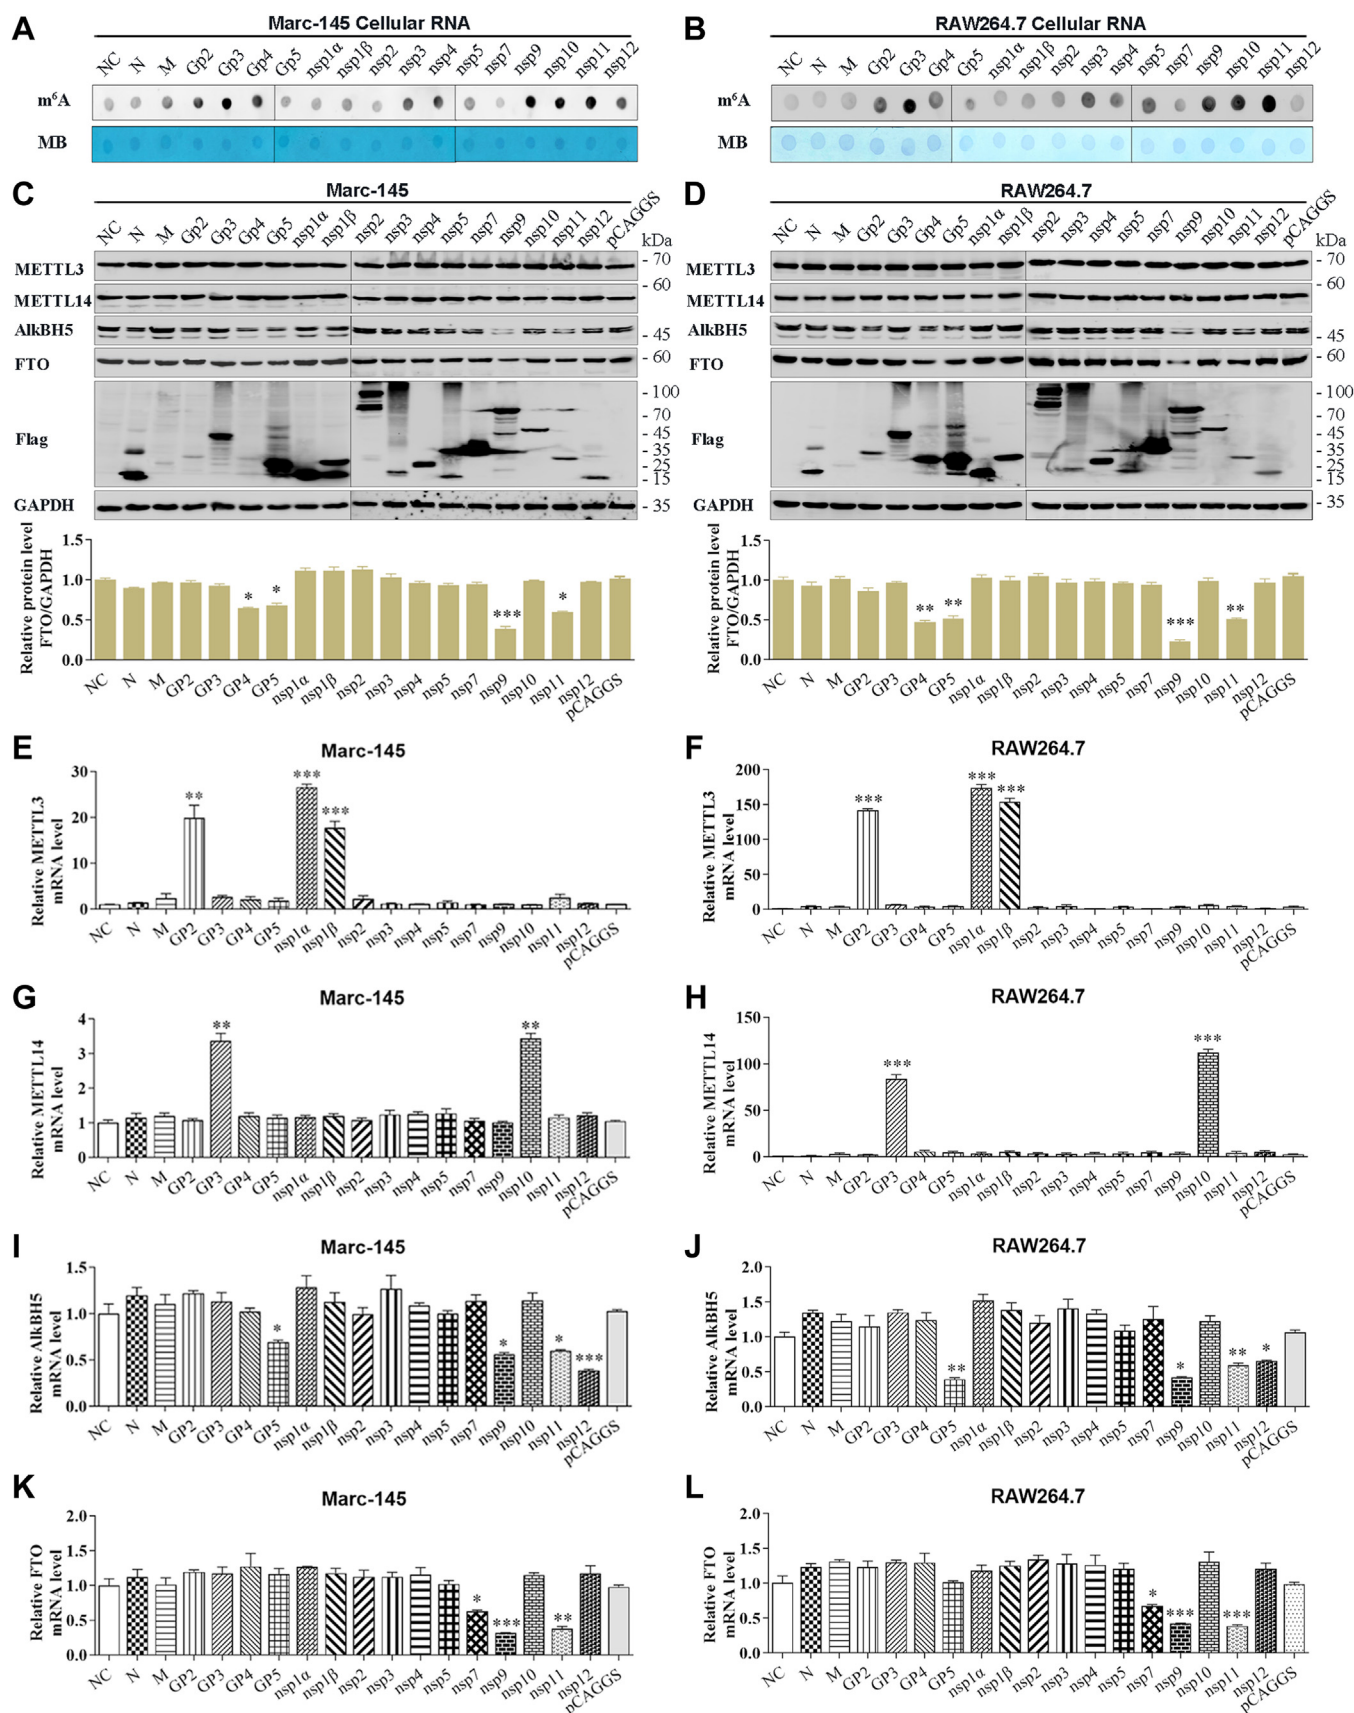 A
Marc-145 Cellular RNA
NC N M Gp2 Gp3 Gp4 Gp5 nsp1α nsp1β nsp2 nsp3 nsp4 nsp5 nsp7 nsp9 nsp10 nsp11 nsp12
m⁶A
MB
B
RAW264.7 Cellular RNA
NC N M Gp2 Gp3 Gp4 Gp5 nsp1α nsp1β nsp2 nsp3 nsp4 nsp5 nsp7 nsp9 nsp10 nsp11 nsp12
m⁶A
MB
C
Marc-145
NC N M Gp2 Gp3 Gp4 Gp5 nsp1α nsp1β nsp2 nsp3 nsp4 nsp5 nsp7 nsp9 nsp10 nsp11 nsp12 pCAGGS
kDa
METTL3
- 70
- 60
METTL14
AlkBH5
- 45
FTO
- 60
Flag
- 100
- 70
- 45
- 35
- 25
- 15
GAPDH
- 35
Relative protein level
FTO/GAPDH
1.5
1.0
0.5
0.0
* * *** *
NC N M GP2 GP3 GP4 GP5 nsp1α nsp1β nsp2 nsp3 nsp4 nsp5 nsp7 nsp9 nsp10 nsp11 nsp12 pCAGGS
D
RAW264.7
NC N M Gp2 Gp3 Gp4 Gp5 nsp1α nsp1β nsp2 nsp3 nsp4 nsp5 nsp7 nsp9 nsp10 nsp11 nsp12 pCAGGS
kDa
METTL3
- 70
- 60
METTL14
AlkBH5
- 45
FTO
- 60
Flag
- 100
- 70
- 45
- 35
- 25
- 15
GAPDH
- 35
Relative protein level
FTO/GAPDH
1.5
1.0
0.5
0.0
** ** *** **
NC N M GP2 GP3 GP4 GP5 nsp1α nsp1β nsp2 nsp3 nsp4 nsp5 nsp7 nsp9 nsp10 nsp11 nsp12 pCAGGS
E
Marc-145
Relative METTL3
mRNA level
30
20
10
0
** *** ***
NC N M GP2 GP3 GP4 GP5 nsp1α nsp1β nsp2 nsp3 nsp4 nsp5 nsp7 nsp9 nsp10 nsp11 nsp12 pCAGGS
F
RAW264.7
Relative METTL3
mRNA level
200
150
100
50
0
*** *** ***
NC N M GP2 GP3 GP4 GP5 nsp1α nsp1β nsp2 nsp3 nsp4 nsp5 nsp7 nsp9 nsp10 nsp11 nsp12 pCAGGS
G
Marc-145
Relative METTL14
mRNA level
4
3
2
1
0
** **
NC N M GP2 GP3 GP4 GP5 nsp1α nsp1β nsp2 nsp3 nsp4 nsp5 nsp7 nsp9 nsp10 nsp11 nsp12 pCAGGS
H
RAW264.7
Relative METTL14
mRNA level
150
100
50
0
*** ***
NC N M GP2 GP3 GP4 GP5 nsp1α nsp1β nsp2 nsp3 nsp4 nsp5 nsp7 nsp9 nsp10 nsp11 nsp12 pCAGGS
I
Marc-145
Relative AlkBH5
mRNA level
1.5
1.0
0.5
0.0
* * * ***
NC N M GP2 GP3 GP4 GP5 nsp1α nsp1β nsp2 nsp3 nsp4 nsp5 nsp7 nsp9 nsp10 nsp11 nsp12 pCAGGS
J
RAW264.7
Relative AlkBH5
mRNA level
2.0
1.5
1.0
0.5
0.0
** * ** *
NC N M GP2 GP3 GP4 GP5 nsp1α nsp1β nsp2 nsp3 nsp4 nsp5 nsp7 nsp9 nsp10 nsp11 nsp12 pCAGGS
K
Marc-145
Relative FTO
mRNA level
2.0
1.5
1.0
0.5
0.0
* *** **
NC N M GP2 GP3 GP4 GP5 nsp1α nsp1β nsp2 nsp3 nsp4 nsp5 nsp7 nsp9 nsp10 nsp11 nsp12 pCAGGS
L
RAW264.7
Relative FTO
mRNA level
2.0
1.5
1.0
0.5
0.0
* *** ***
NC N M GP2 GP3 GP4 GP5 nsp1α nsp1β nsp2 nsp3 nsp4 nsp5 nsp7 nsp9 nsp10 nsp11 nsp12 pCAGGS